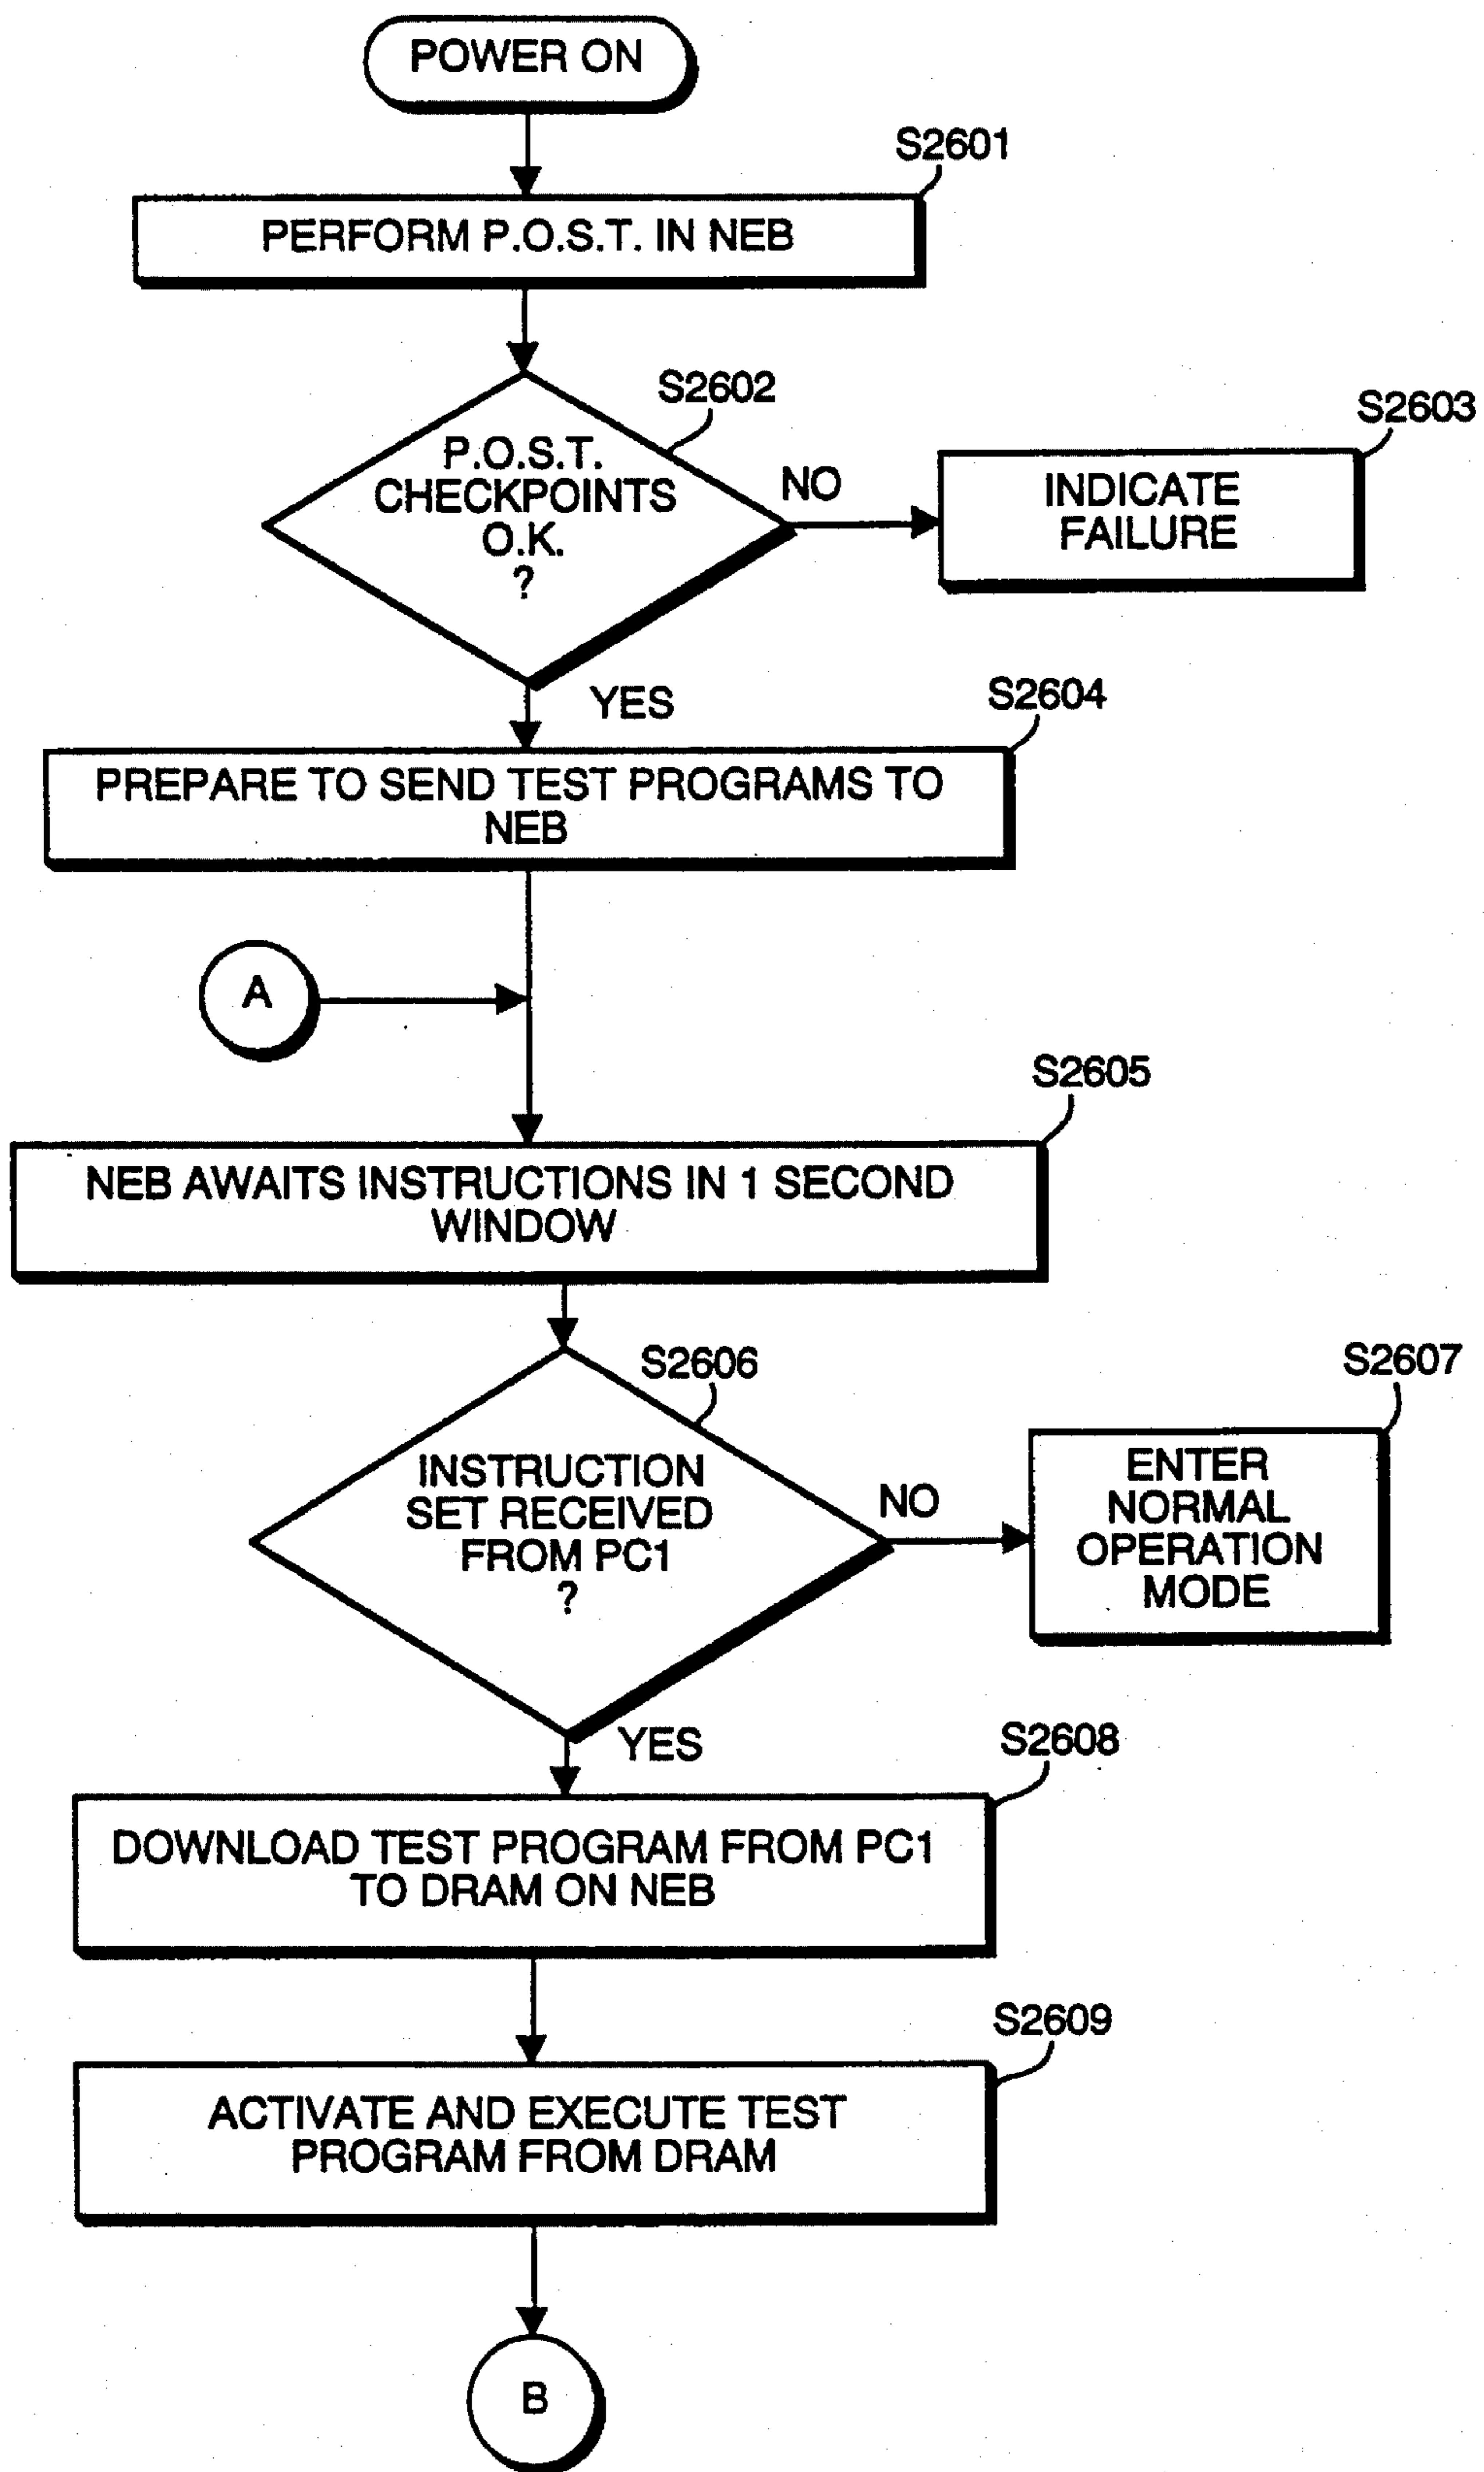 POWER ON
S2601
PERFORM P.O.S.T. IN NEB
S2602
P.O.S.T.
CHECKPOINTS
O.K.
?
NO
S2603
INDICATE
FAILURE
YES
S2604
PREPARE TO SEND TEST PROGRAMS TO
NEB
A
S2605
NEB AWAITS INSTRUCTIONS IN 1 SECOND
WINDOW
S2606
INSTRUCTION
SET RECEIVED
FROM PC1
?
NO
S2607
ENTER
NORMAL
OPERATION
MODE
YES
S2608
DOWNLOAD TEST PROGRAM FROM PC1
TO DRAM ON NEB
S2609
ACTIVATE AND EXECUTE TEST
PROGRAM FROM DRAM
B